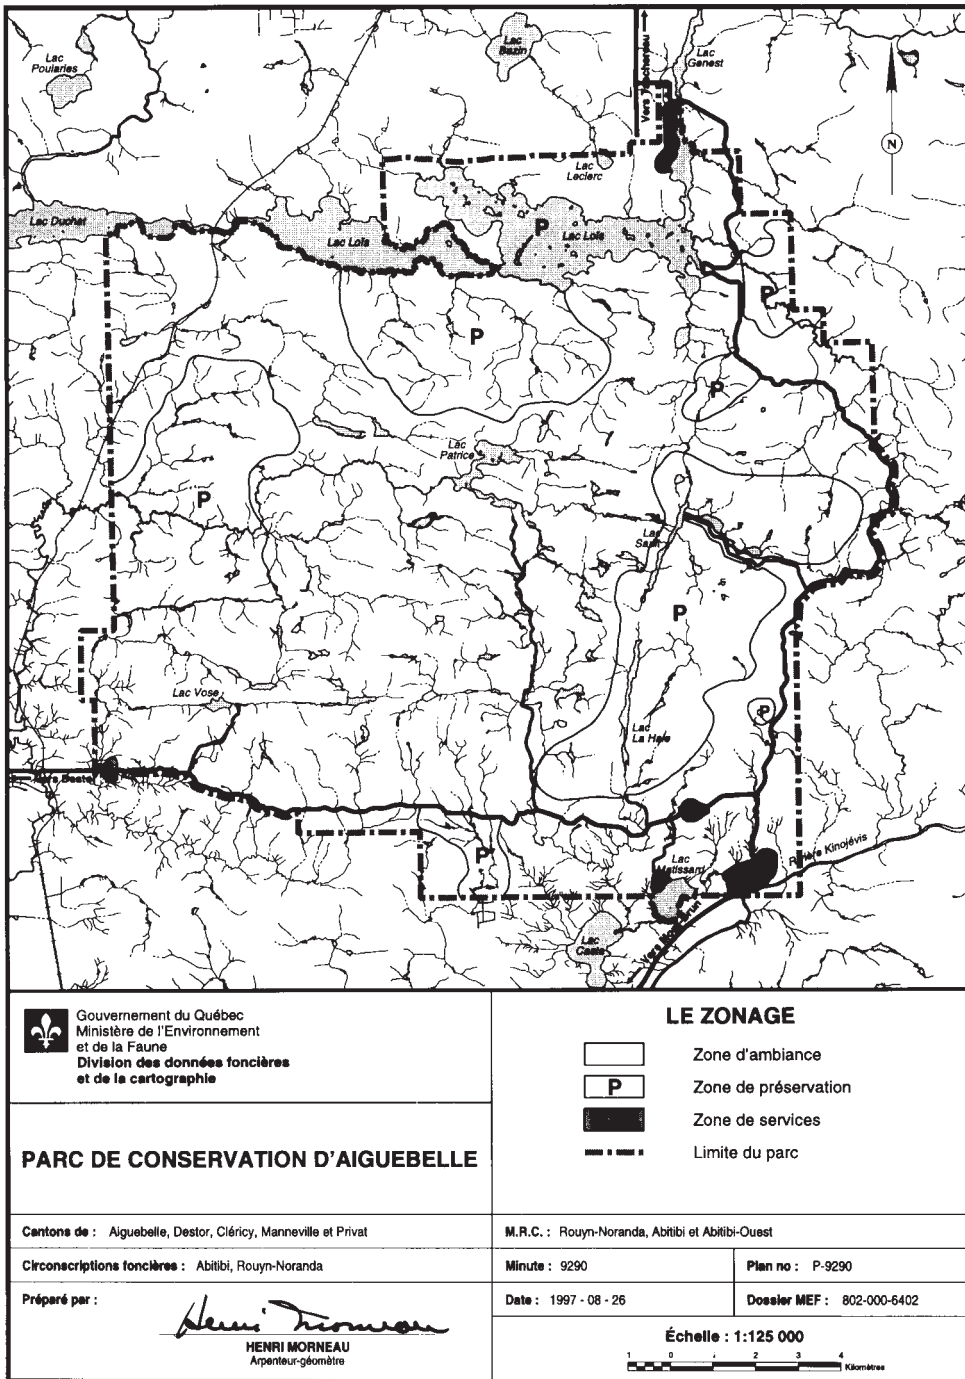 Lac
Poularies
Lac
Bazin
Lac
Genest
Vers Taschereau
N
Lac
Leclerc
Lac Duchat
Lac Loïs
P
Lac Loïs
P
P
P
Lac
Patrice
P
Lac
Sault
P
Lac Vose
Lac
La Haie
P
P
Lac
Matissard
Rivière Kinojévis
Lac
Caste
Gouvernement du Québec
Ministère de l'Environnement
et de la Faune
Division des données foncières
et de la cartographie
PARC DE CONSERVATION D'AIGUEBELLE
LE ZONAGE
Zone d'ambiance
P Zone de préservation
Zone de services
Limite du parc
Cantons de : Aiguebelle, Destor, Cléricy, Manneville et Privat
M.R.C. : Rouyn-Noranda, Abitibi et Abitibi-Ouest
Circonscriptions foncières : Abitibi, Rouyn-Noranda
Minute : 9290
Plan no : P-9290
Préparé par :
Henri Morneau
HENRI MORNEAU
Arpenteur-géomètre
Date : 1997 - 08 - 26
Dossier MEF : 802-000-6402
Échelle : 1:125 000
1 0 1 2 3 4
Kilomètres